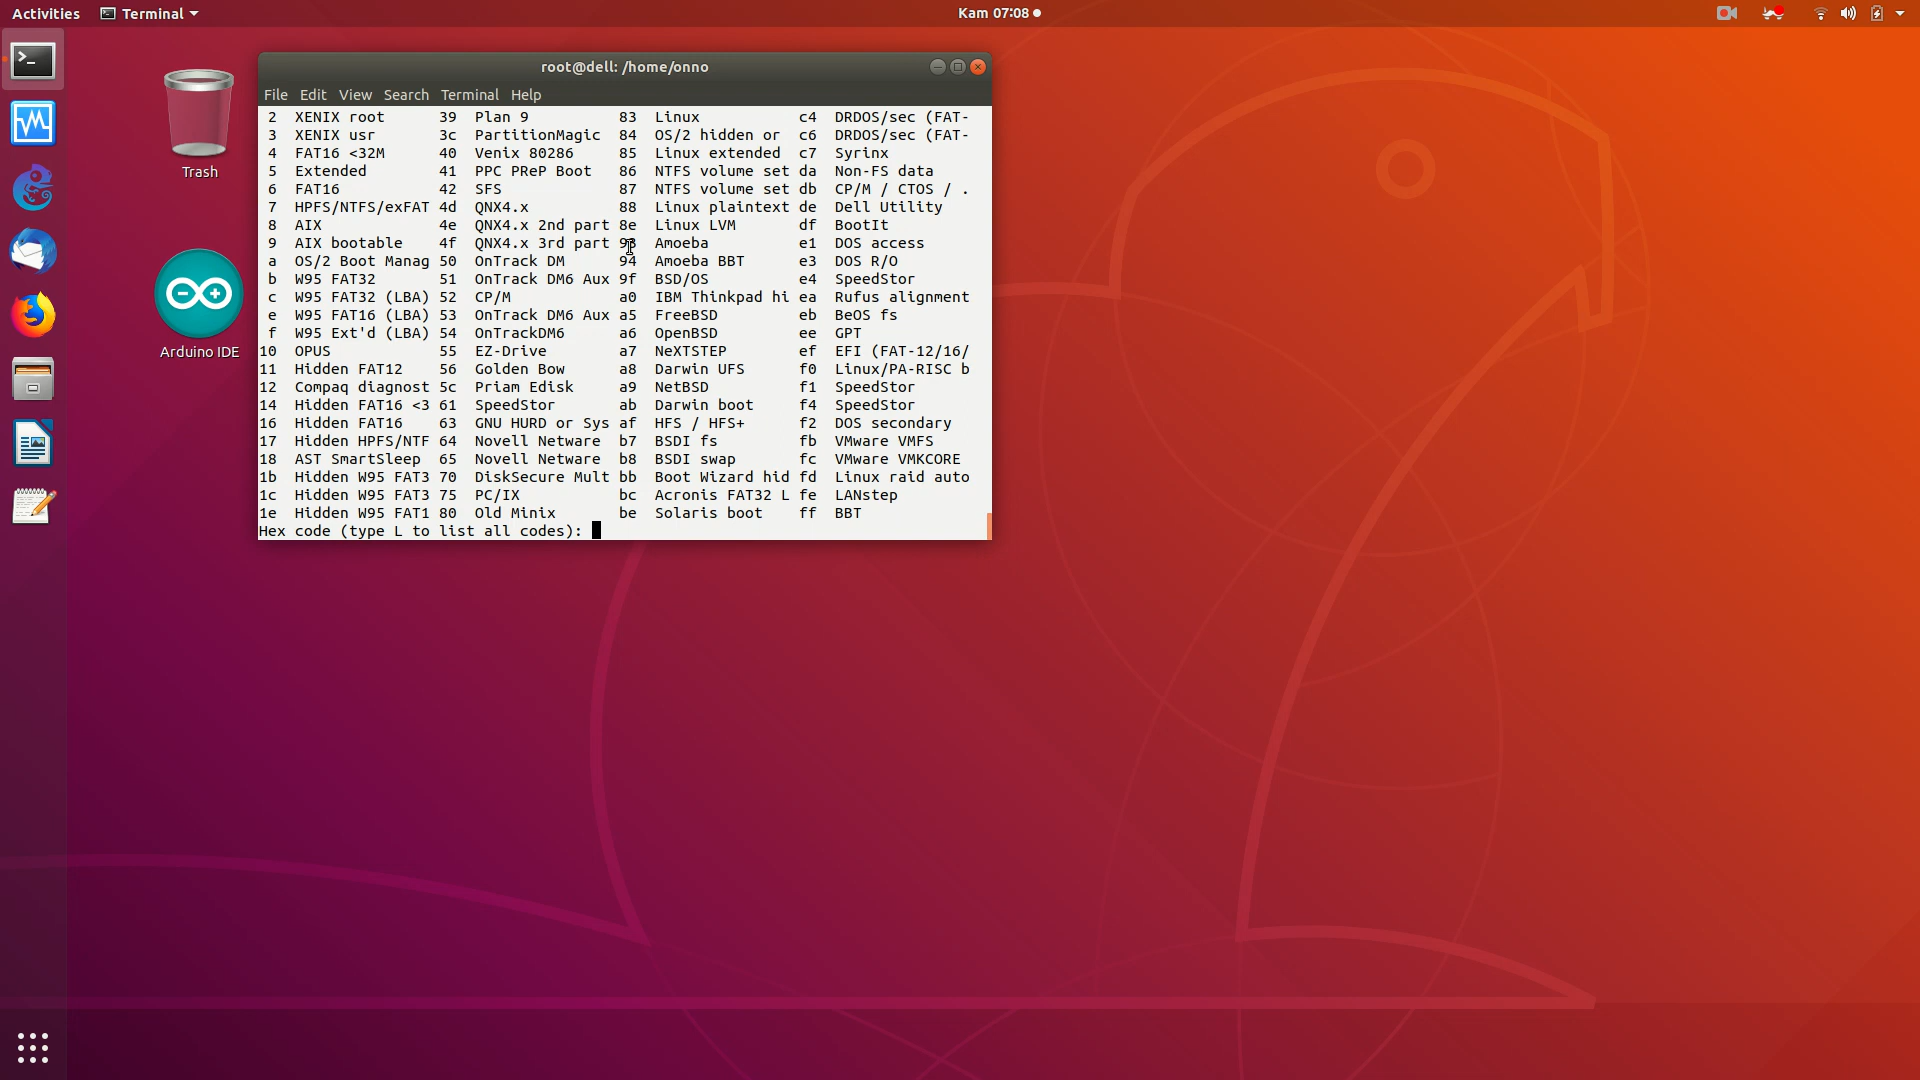 Activities Terminal Kam 07:08
Trash
Arduino IDE
root@dell: /home/onno
File Edit View Search Terminal Help
2 XENIX root 39 Plan 9 83 Linux c4 DRDOS/sec (FAT-
3 XENIX usr 3c PartitionMagic 84 OS/2 hidden or c6 DRDOS/sec (FAT-
4 FAT16 <32M 40 Venix 80286 85 Linux extended c7 Syrinx
5 Extended 41 PPC PReP Boot 86 NTFS volume set da Non-FS data
6 FAT16 42 SFS 87 NTFS volume set db CP/M / CTOS / .
7 HPFS/NTFS/exFAT 4d QNX4.x 88 Linux plaintext de Dell Utility
8 AIX 4e QNX4.x 2nd part 8e Linux LVM df BootIt
9 AIX bootable 4f QNX4.x 3rd part 93 Amoeba e1 DOS access
a OS/2 Boot Manag 50 OnTrack DM 94 Amoeba BBT e3 DOS R/O
b W95 FAT32 51 OnTrack DM6 Aux 9f BSD/OS e4 SpeedStor
c W95 FAT32 (LBA) 52 CP/M a0 IBM Thinkpad hi ea Rufus alignment
e W95 FAT16 (LBA) 53 OnTrack DM6 Aux a5 FreeBSD eb BeOS fs
f W95 Ext'd (LBA) 54 OnTrackDM6 a6 OpenBSD ee GPT
10 OPUS 55 EZ-Drive a7 NeXTSTEP ef EFI (FAT-12/16/
11 Hidden FAT12 56 Golden Bow a8 Darwin UFS f0 Linux/PA-RISC b
12 Compaq diagnost 5c Priam Edisk a9 NetBSD f1 SpeedStor
14 Hidden FAT16 <3 61 SpeedStor ab Darwin boot f4 SpeedStor
16 Hidden FAT16 63 GNU HURD or Sys af HFS / HFS+ f2 DOS secondary
17 Hidden HPFS/NTF 64 Novell Netware b7 BSDI fs fb VMware VMFS
18 AST SmartSleep 65 Novell Netware b8 BSDI swap fc VMware VMKCORE
1b Hidden W95 FAT3 70 DiskSecure Mult bb Boot Wizard hid fd Linux raid auto
1c Hidden W95 FAT3 75 PC/IX bc Acronis FAT32 L fe LANstep
1e Hidden W95 FAT1 80 Old Minix be Solaris boot ff BBT
Hex code (type L to list all codes):